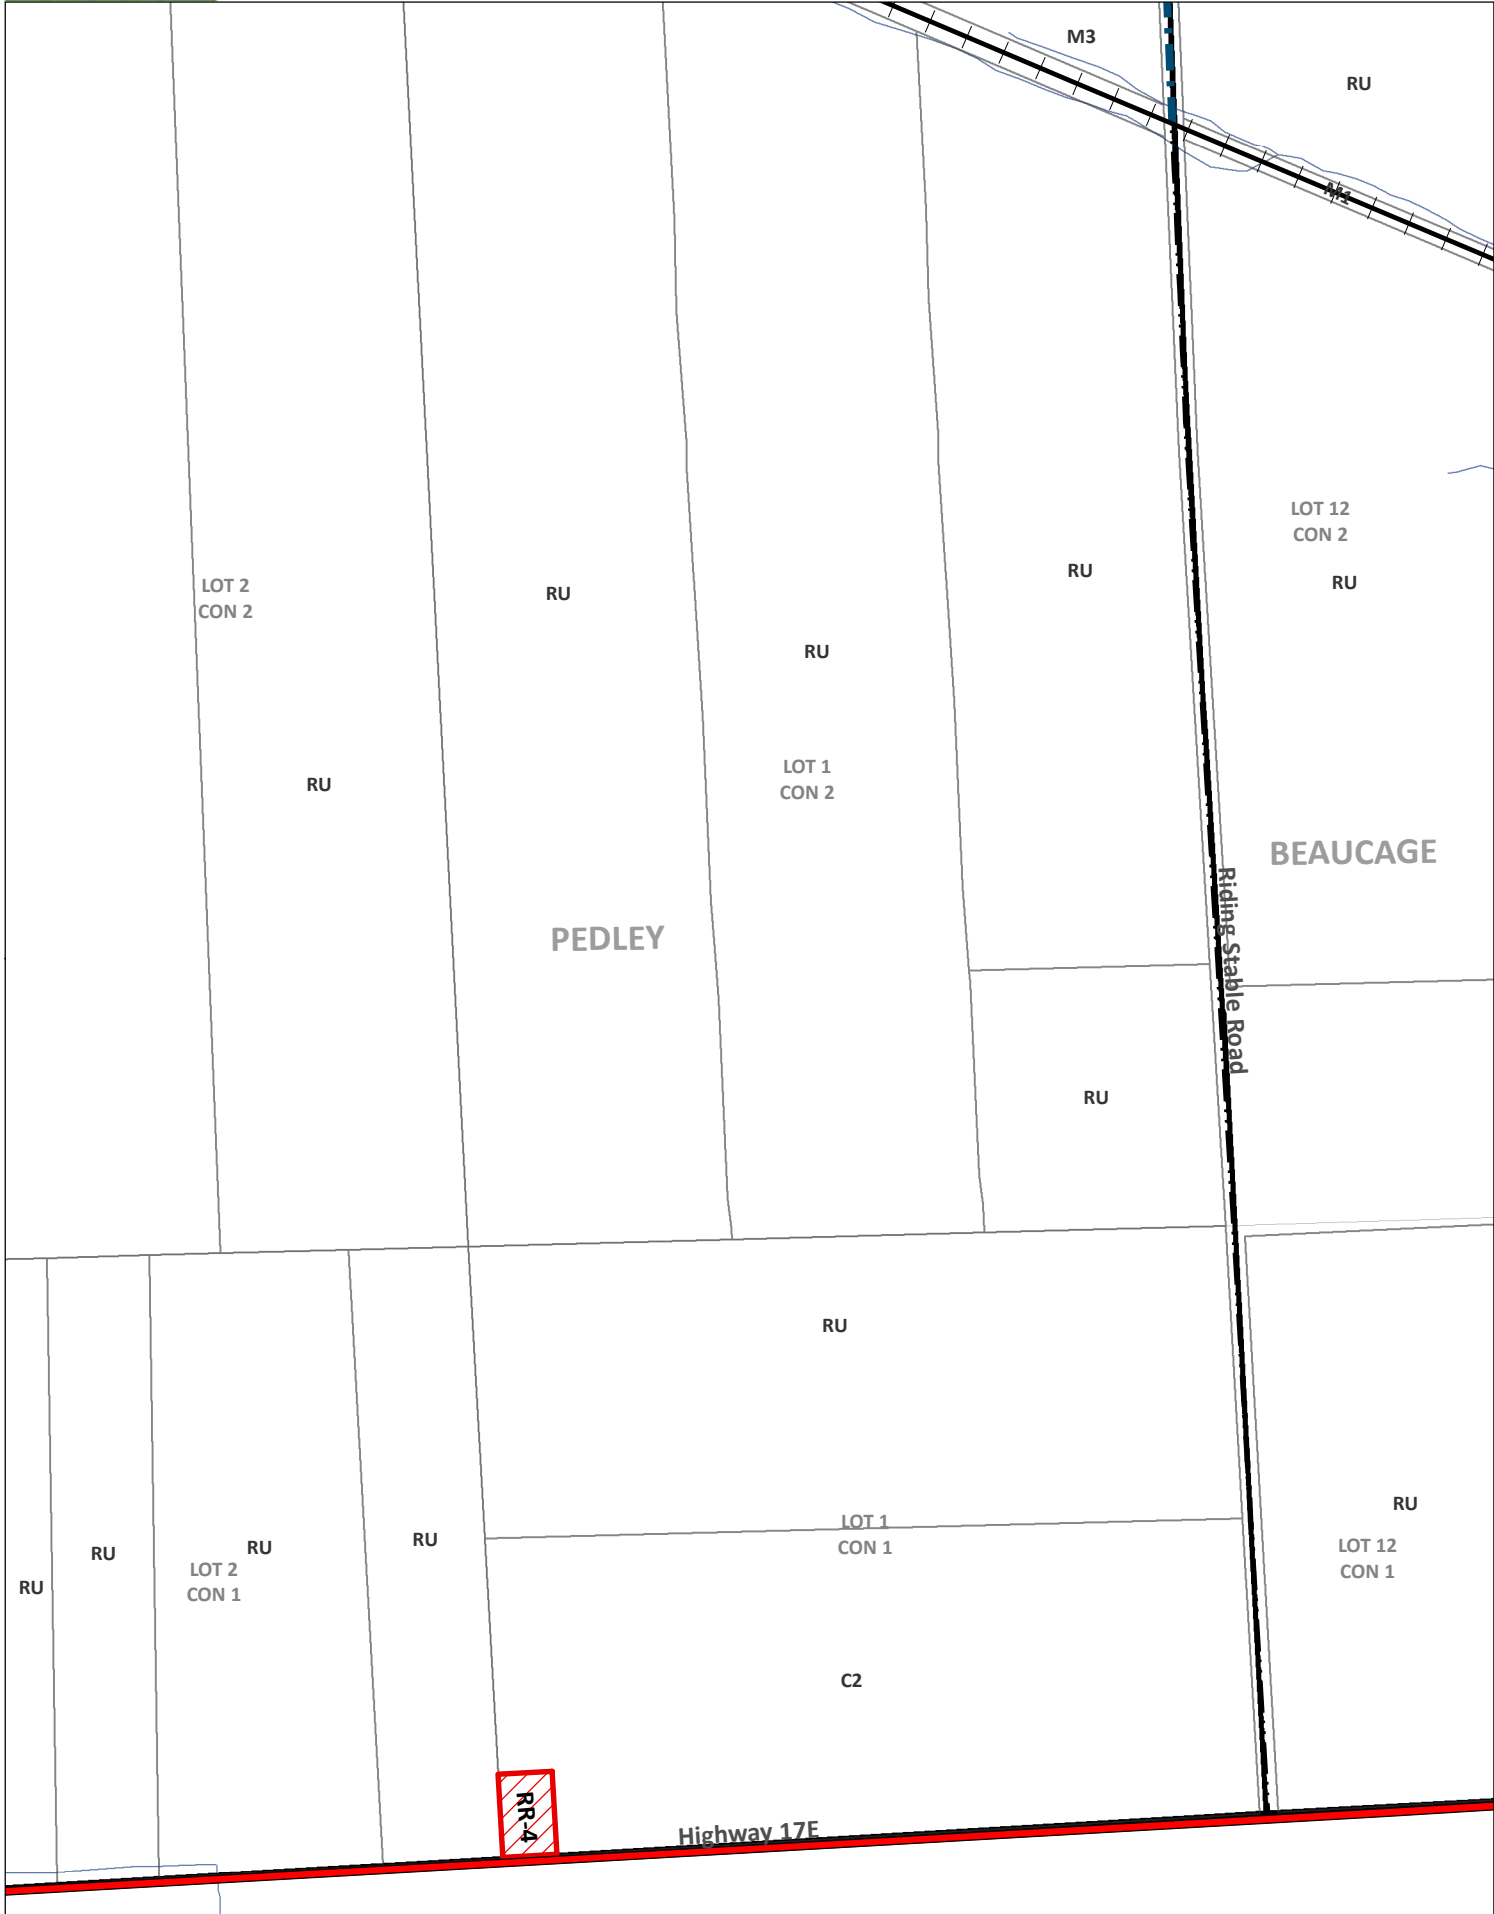 M3
RU
M1
LOT 12
CON 2
RU
RU
LOT 2
CON 2
RU
RU
LOT 1
CON 2
RU
BEAUCAGE
PEDLEY
Riding Stable Road
RU
RU
RU
LOT 1
CON 1
RU
LOT 12
CON 1
RU
RU
RU
LOT 2
CON 1
RU
C2
RR-4
Highway 17E